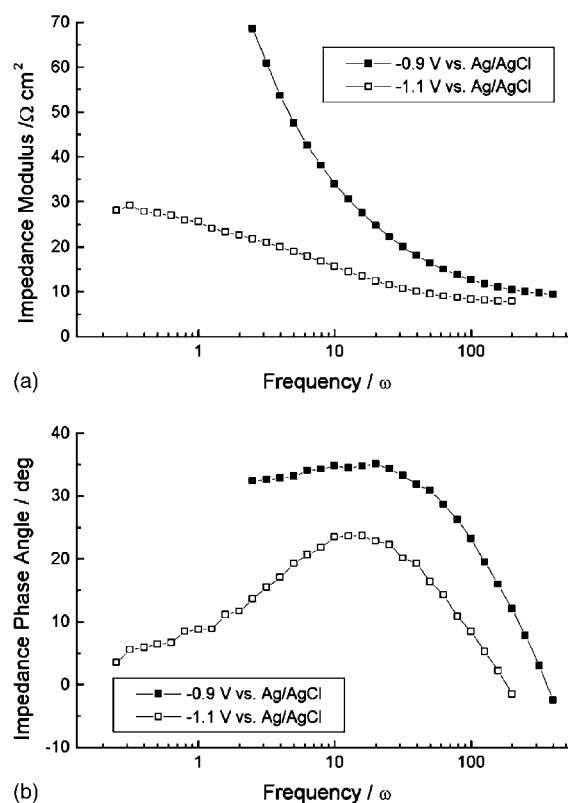 70
60
50
40
30
20
10
0
Impedance Modulus /Ω cm²
-0.9 V vs. Ag/AgCl
-1.1 V vs. Ag/AgCl
1
10
100
(a)
Frequency / ω
40
30
20
10
0
-10
Impedance Phase Angle / deg
-0.9 V vs. Ag/AgCl
-1.1 V vs. Ag/AgCl
1
10
100
(b)
Frequency / ω